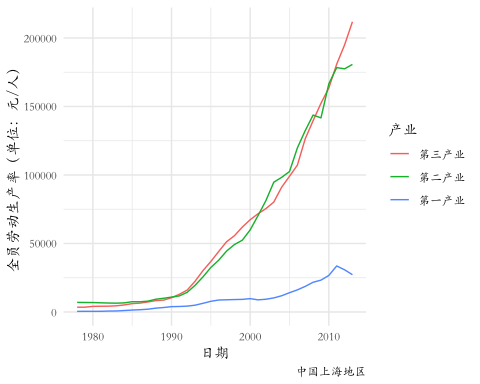 全员劳动生产率（单位：元/人）
200000
150000
100000
50000
0
1980
1990
2000
2010
日期
产业
第三产业
第二产业
第一产业
中国上海地区